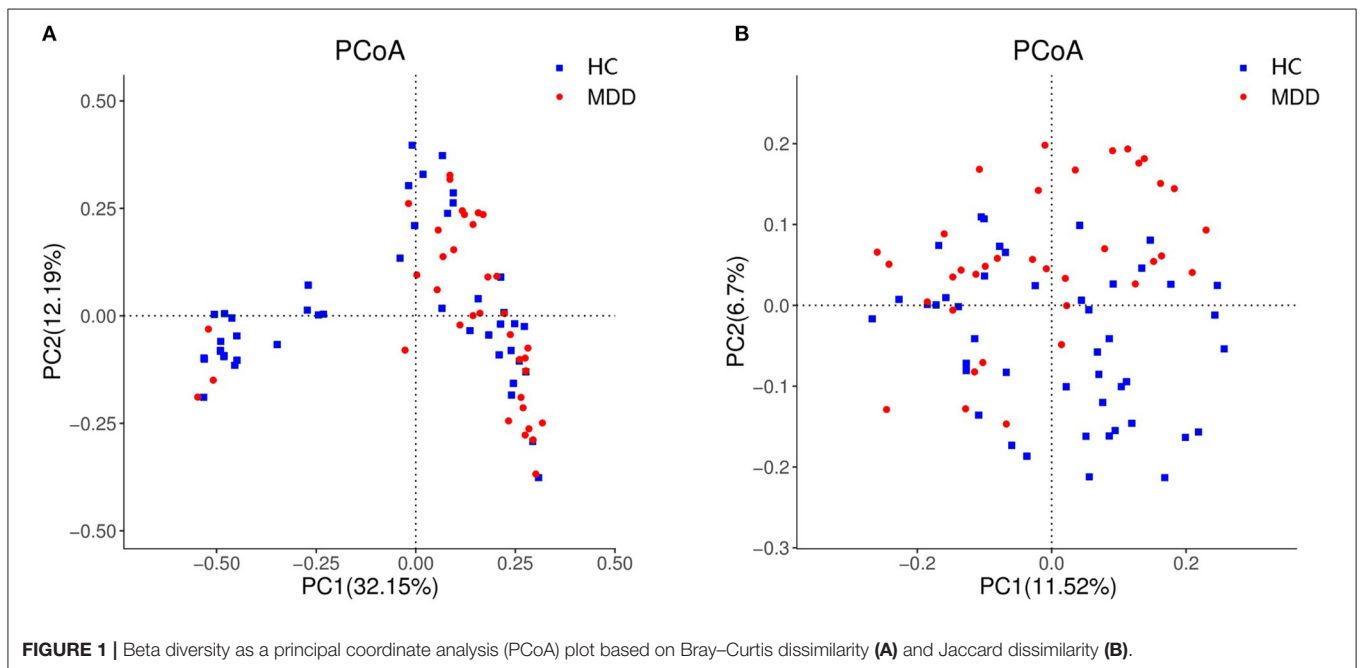 A
PCoA
HC
MDD
0.50
0.25
0.00
−0.25
−0.50
PC2(12.19%)
−0.50 −0.25 0.00 0.25 0.50
PC1(32.15%)
B
PCoA
HC
MDD
0.2
0.1
0.0
−0.1
−0.2
−0.3
PC2(6.7%)
−0.2 0.0 0.2
PC1(11.52%)
FIGURE 1 | Beta diversity as a principal coordinate analysis (PCoA) plot based on Bray–Curtis dissimilarity (A) and Jaccard dissimilarity (B).